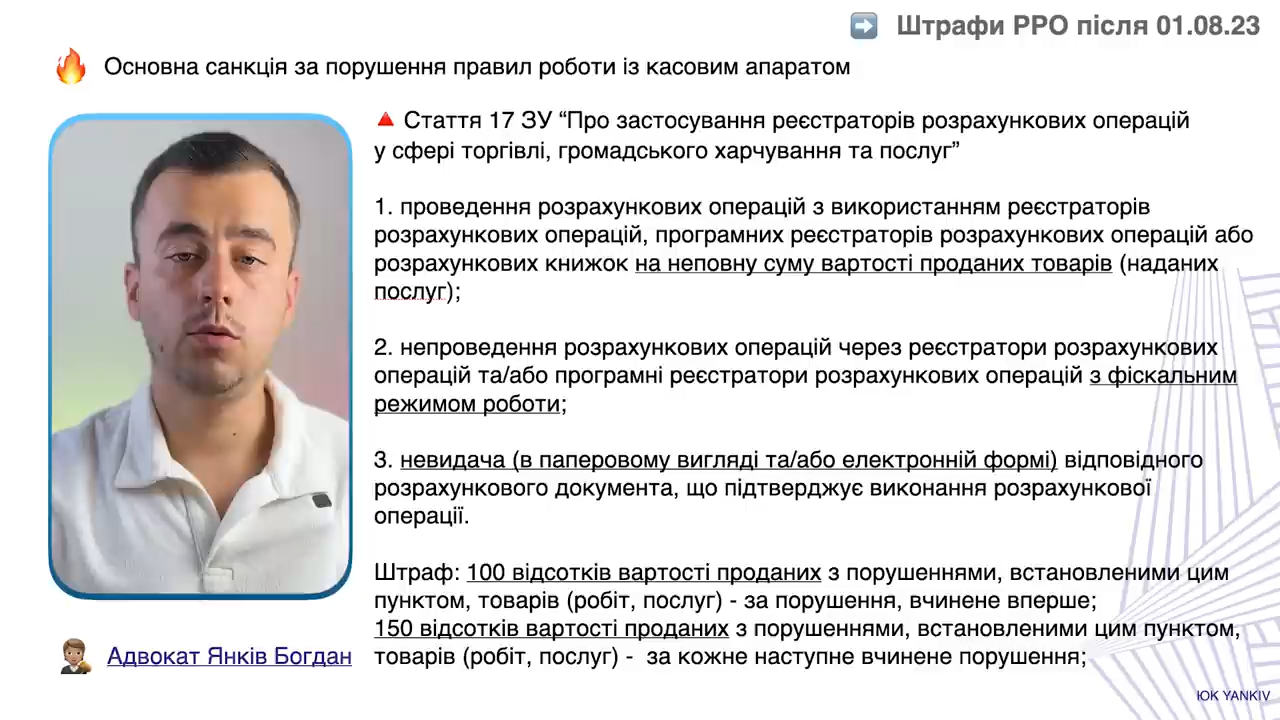 Штрафи РРО після 01.08.23
Основна санкція за порушення правил роботи із касовим апаратом
Стаття 17 ЗУ “Про застосування реєстраторів розрахункових операцій
у сфері торгівлі, громадського харчування та послуг”
1. проведення розрахункових операцій з використанням реєстраторів
розрахункових операцій, програмних реєстраторів розрахункових операцій або
розрахункових книжок на неповну суму вартості проданих товарів (наданих
послуг);
2. непроведення розрахункових операцій через реєстратори розрахункових
операцій та/або програмні реєстратори розрахункових операцій з фіскальним
режимом роботи;
3. невидача (в паперовому вигляді та/або електронній формі) відповідного
розрахункового документа, що підтверджує виконання розрахункової
операції.
Штраф: 100 відсотків вартості проданих з порушеннями, встановленими цим
пунктом, товарів (робіт, послуг) - за порушення, вчинене вперше;
150 відсотків вартості проданих з порушеннями, встановленими цим пунктом,
товарів (робіт, послуг) - за кожне наступне вчинене порушення;
Адвокат Янків Богдан
ЮК YANKIV